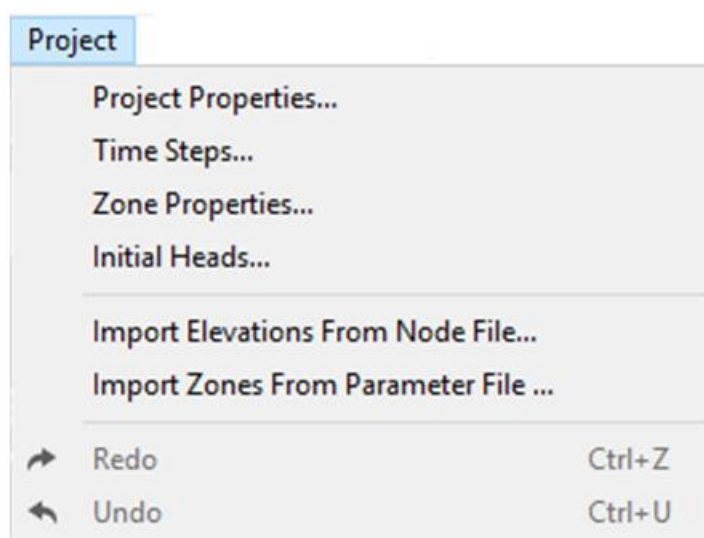 Project
Project Properties...
Time Steps...
Zone Properties...
Initial Heads...
Import Elevations From Node File...
Import Zones From Parameter File ...
Redo Ctrl+Z
Undo Ctrl+U